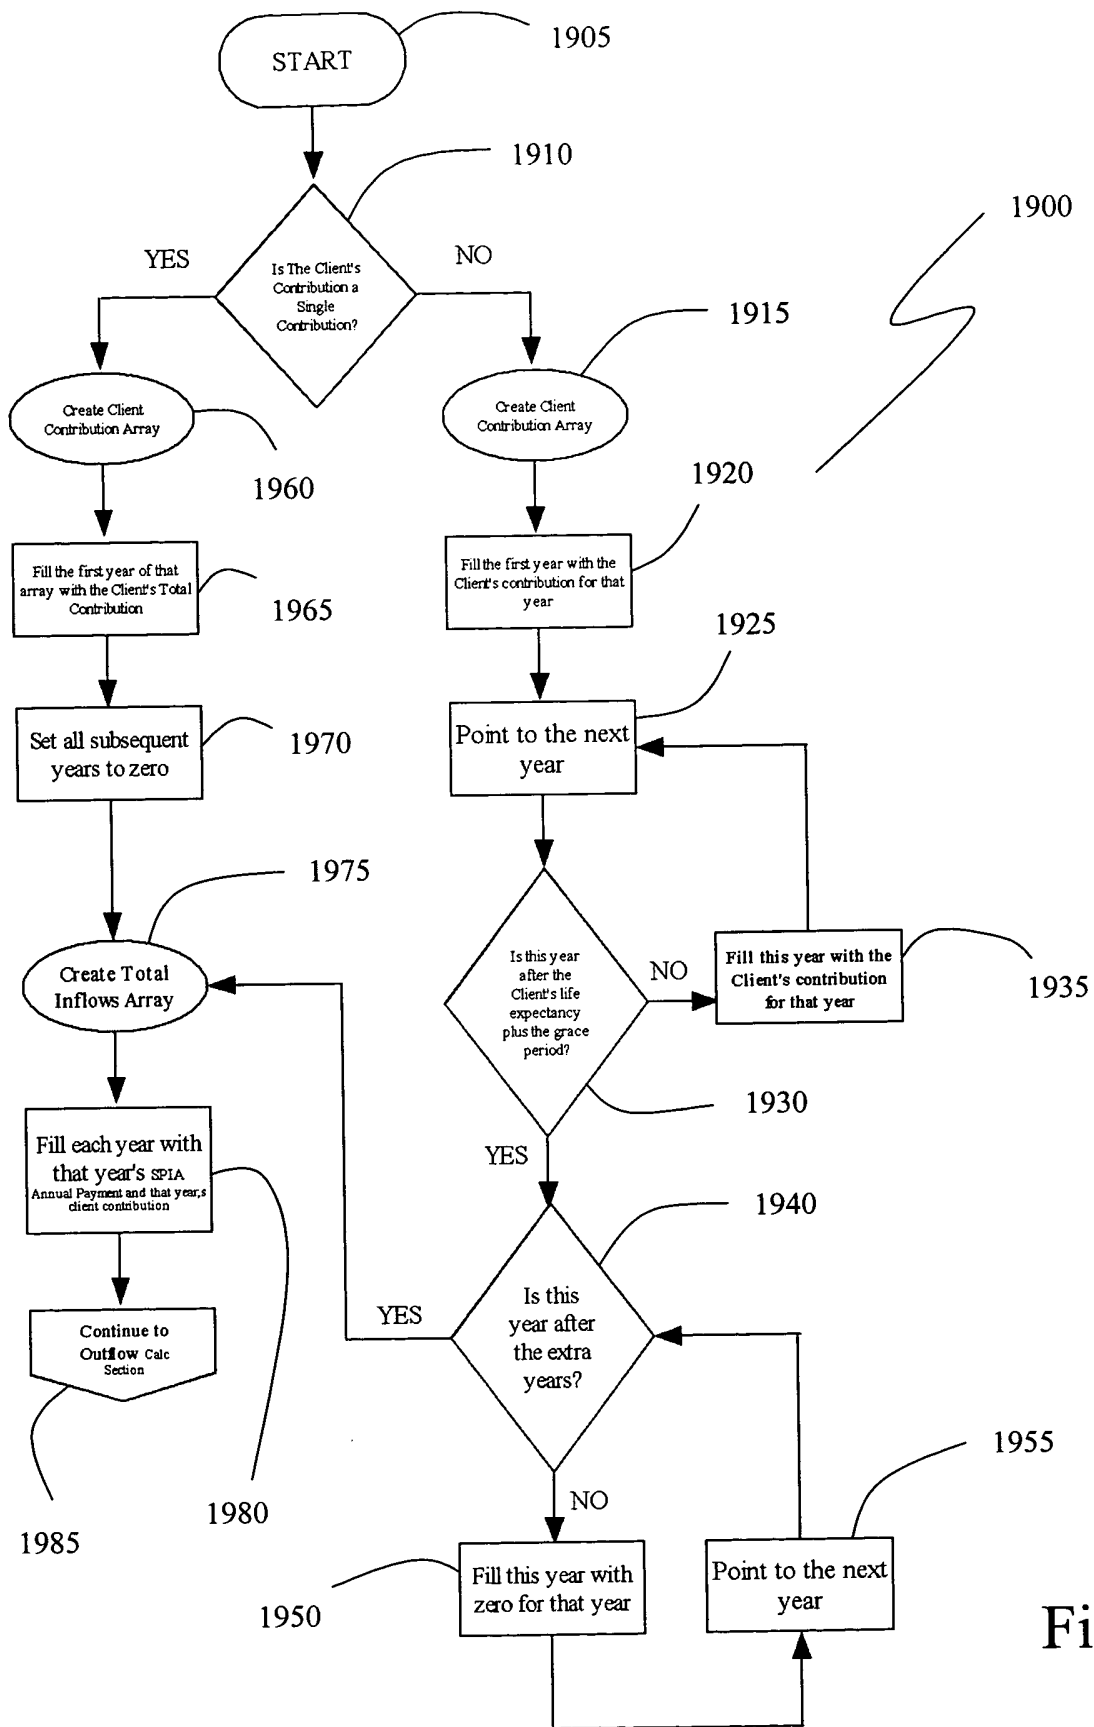 START
1905
1910
1900
YES
NO
Is The Client's
Contribution a
Single
Contribution?
1915
Create Client
Contribution Array
Create Client
Contribution Array
1960
1920
Fill the first year of that
array with the Client's Total
Contribution
1965
Fill the first year with the
Client's contribution for that
year
1925
Set all subsequent
years to zero
1970
Point to the next
year
1975
Create Total
Inflows Array
Is this year
after the
Client's life
expectancy
plus the grace
period?
NO
Fill this year with the
Client's contribution
for that year
1935
1930
YES
Fill each year with
that year's SPIA
Annual Payment and that year,s
client contribution
1940
Continue to
Outflow Calc
Section
YES
Is this
year after
the extra
years?
1955
1980
1985
NO
Fill this year with
zero for that year
1950
Point to the next
year
Fi